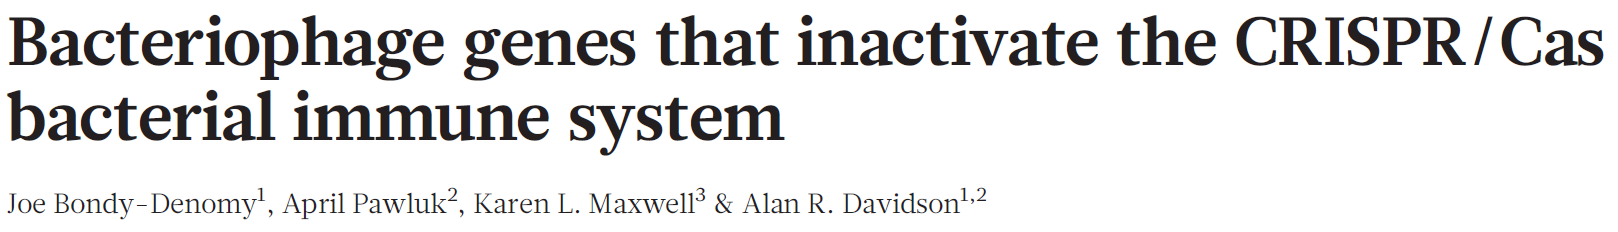 Bacteriophage genes that inactivate the CRISPR/Cas
bacterial immune system
Joe Bondy-Denomy¹, April Pawluk², Karen L. Maxwell³ & Alan R. Davidson¹,²